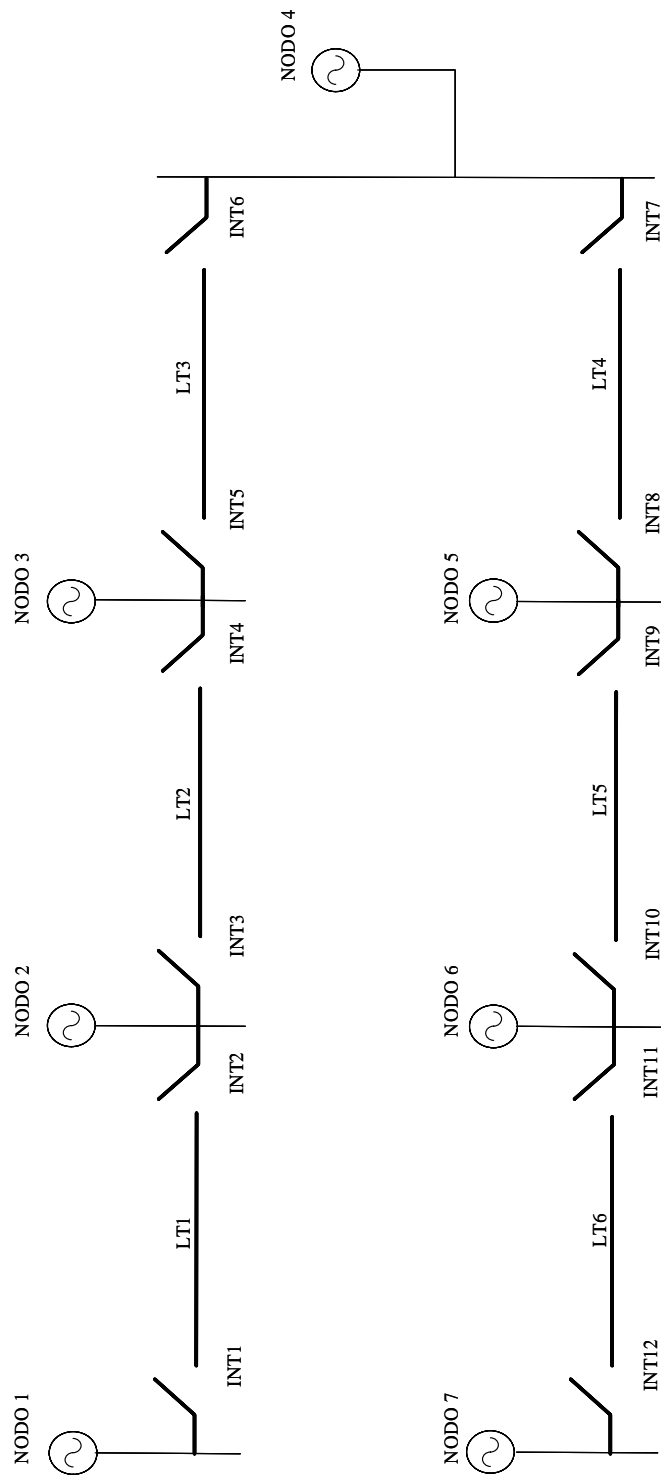 NODO 1
NODO 2
NODO 3
NODO 4
INT1
LT1
INT2
INT3
LT2
INT4
INT5
LT3
INT6
NODO 7
NODO 6
NODO 5
INT12
LT6
INT11
INT10
LT5
INT9
INT8
LT4
INT7